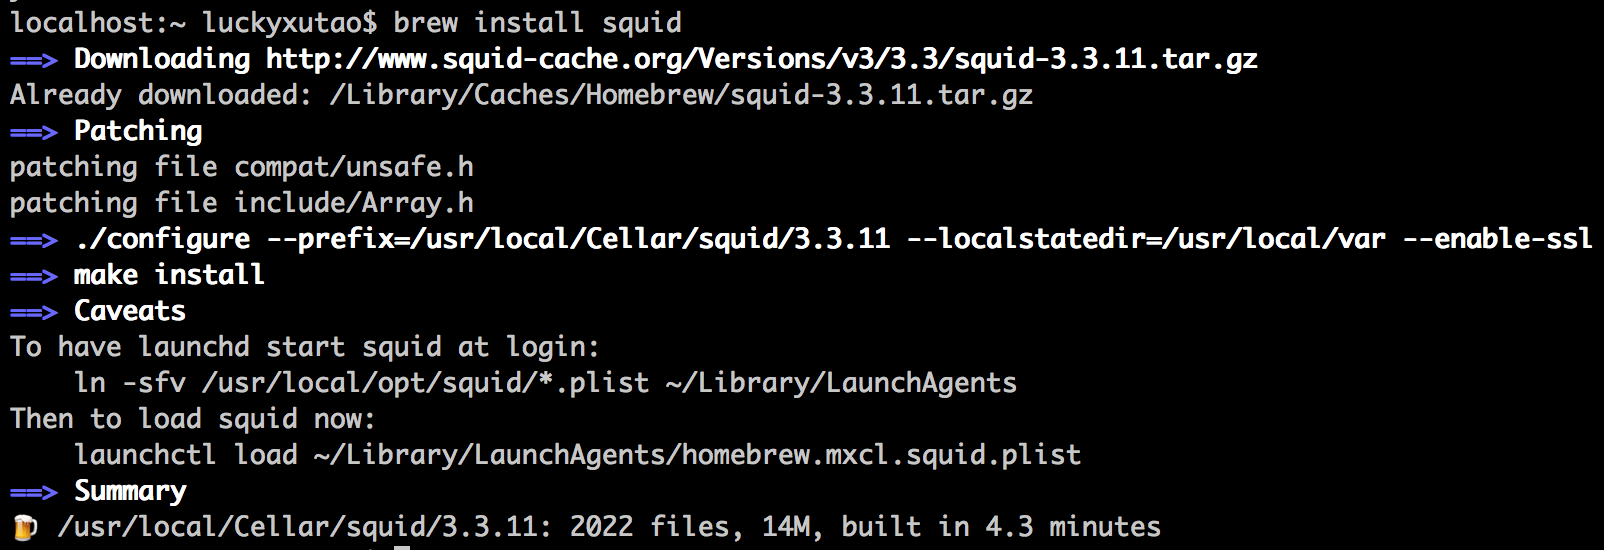 localhost:~ luckyxutao$ brew install squid
==> Downloading http://www.squid-cache.org/Versions/v3/3.3/squid-3.3.11.tar.gz
Already downloaded: /Library/Caches/Homebrew/squid-3.3.11.tar.gz
==> Patching
patching file compat/unsafe.h
patching file include/Array.h
==> ./configure --prefix=/usr/local/Cellar/squid/3.3.11 --localstatedir=/usr/local/var --enable-ssl
==> make install
==> Caveats
To have launchd start squid at login:
    ln -sfv /usr/local/opt/squid/*.plist ~/Library/LaunchAgents
Then to load squid now:
    launchctl load ~/Library/LaunchAgents/homebrew.mxcl.squid.plist
==> Summary
🍺 /usr/local/Cellar/squid/3.3.11: 2022 files, 14M, built in 4.3 minutes